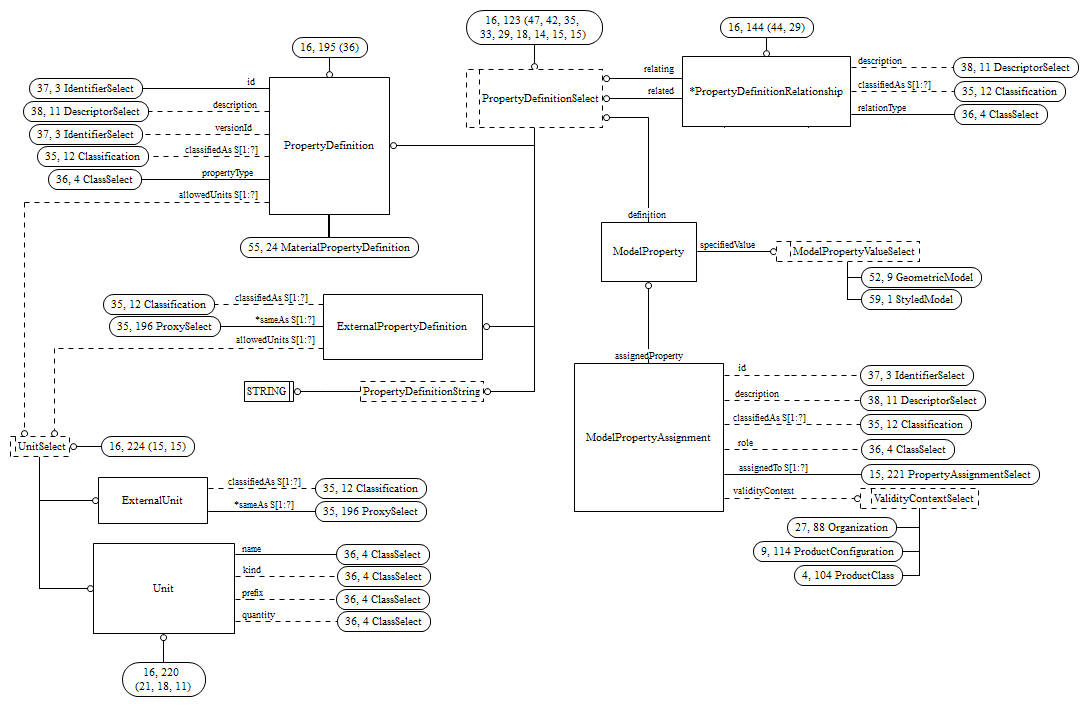 16, 123 (47, 42, 35,
33, 29, 18, 14, 15, 15)
16, 144 (44, 29)
16, 195 (36)
id
37, 3 IdentifierSelect
description
38, 11 DescriptorSelect
versionId
37, 3 IdentifierSelect
classifiedAs S[1:?]
35, 12 Classification
propertyType
36, 4 ClassSelect
allowedUnits S[1:?]
PropertyDefinition
55, 24 MaterialPropertyDefinition
PropertyDefinitionSelect
relating
related
*PropertyDefinitionRelationship
description
38, 11 DescriptorSelect
classifiedAs S[1:?]
35, 12 Classification
relationType
36, 4 ClassSelect
definition
ModelProperty
specifiedValue
ModelPropertyValueSelect
52, 9 GeometricModel
59, 1 StyledModel
35, 12 Classification
classifiedAs S[1:?]
35, 196 ProxySelect
*sameAs S[1:?]
allowedUnits S[1:?]
ExternalPropertyDefinition
STRING
PropertyDefinitionString
assignedProperty
ModelPropertyAssignment
id
37, 3 IdentifierSelect
description
38, 11 DescriptorSelect
classifiedAs S[1:?]
35, 12 Classification
role
36, 4 ClassSelect
assignedTo S[1:?]
15, 221 PropertyAssignmentSelect
validityContext
ValidityContextSelect
27, 88 Organization
9, 114 ProductConfiguration
4, 104 ProductClass
UnitSelect
16, 224 (15, 15)
ExternalUnit
classifiedAs S[1:?]
35, 12 Classification
*sameAs S[1:?]
35, 196 ProxySelect
Unit
name
36, 4 ClassSelect
kind
36, 4 ClassSelect
prefix
36, 4 ClassSelect
quantity
36, 4 ClassSelect
16, 220
(21, 18, 11)